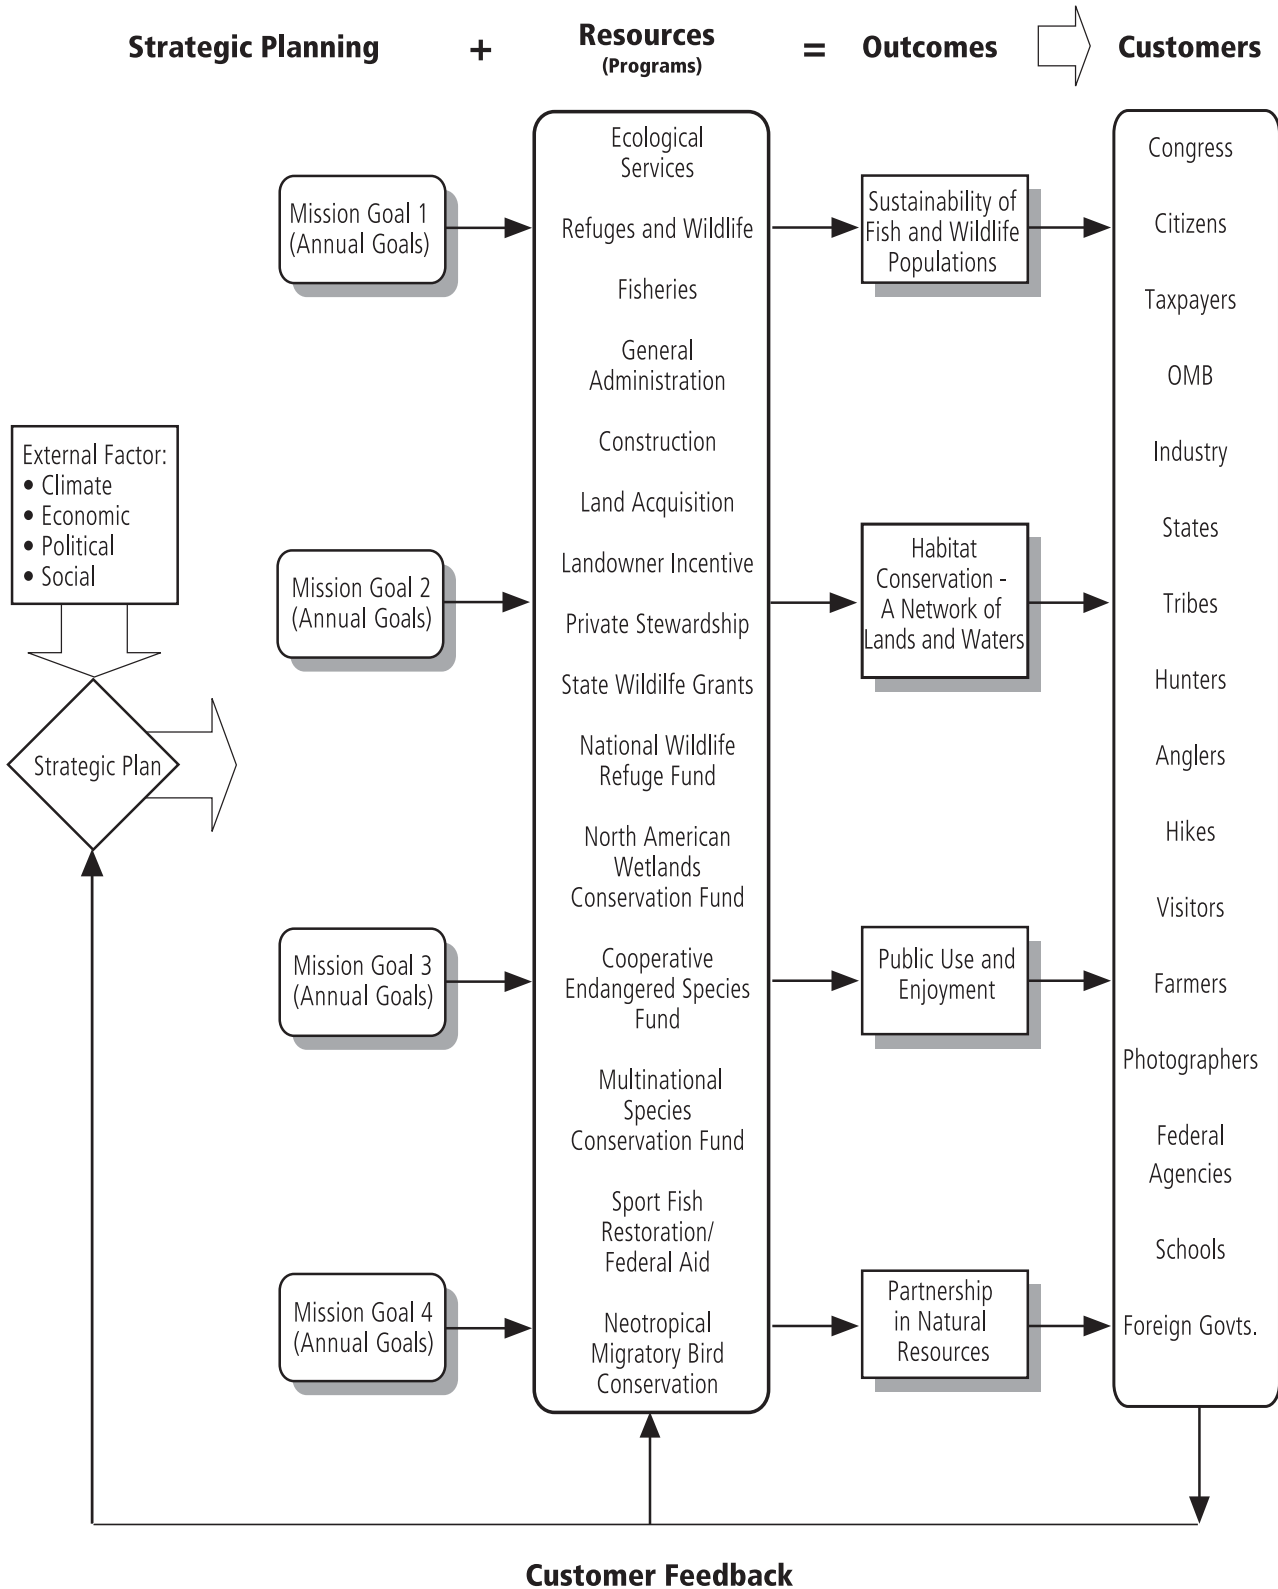 Strategic Planning + Resources = Outcomes Customers
(Programs)
External Factor:
• Climate
• Economic
• Political
• Social
Strategic Plan
Mission Goal 1
(Annual Goals)
Mission Goal 2
(Annual Goals)
Mission Goal 3
(Annual Goals)
Mission Goal 4
(Annual Goals)
Ecological
Services
Refuges and Wildlife
Fisheries
General
Administration
Construction
Land Acquisition
Landowner Incentive
Private Stewardship
State Wildilfe Grants
National Wildlife
Refuge Fund
North American
Wetlands
Conservation Fund
Cooperative
Endangered Species
Fund
Multinational
Species
Conservation Fund
Sport Fish
Restoration/
Federal Aid
Neotropical
Migratory Bird
Conservation
Sustainability of
Fish and Wildlife
Populations
Habitat
Conservation -
A Network of
Lands and Waters
Public Use and
Enjoyment
Partnership
in Natural
Resources
Congress
Citizens
Taxpayers
OMB
Industry
States
Tribes
Hunters
Anglers
Hikes
Visitors
Farmers
Photographers
Federal
Agencies
Schools
Foreign Govts.
Customer Feedback